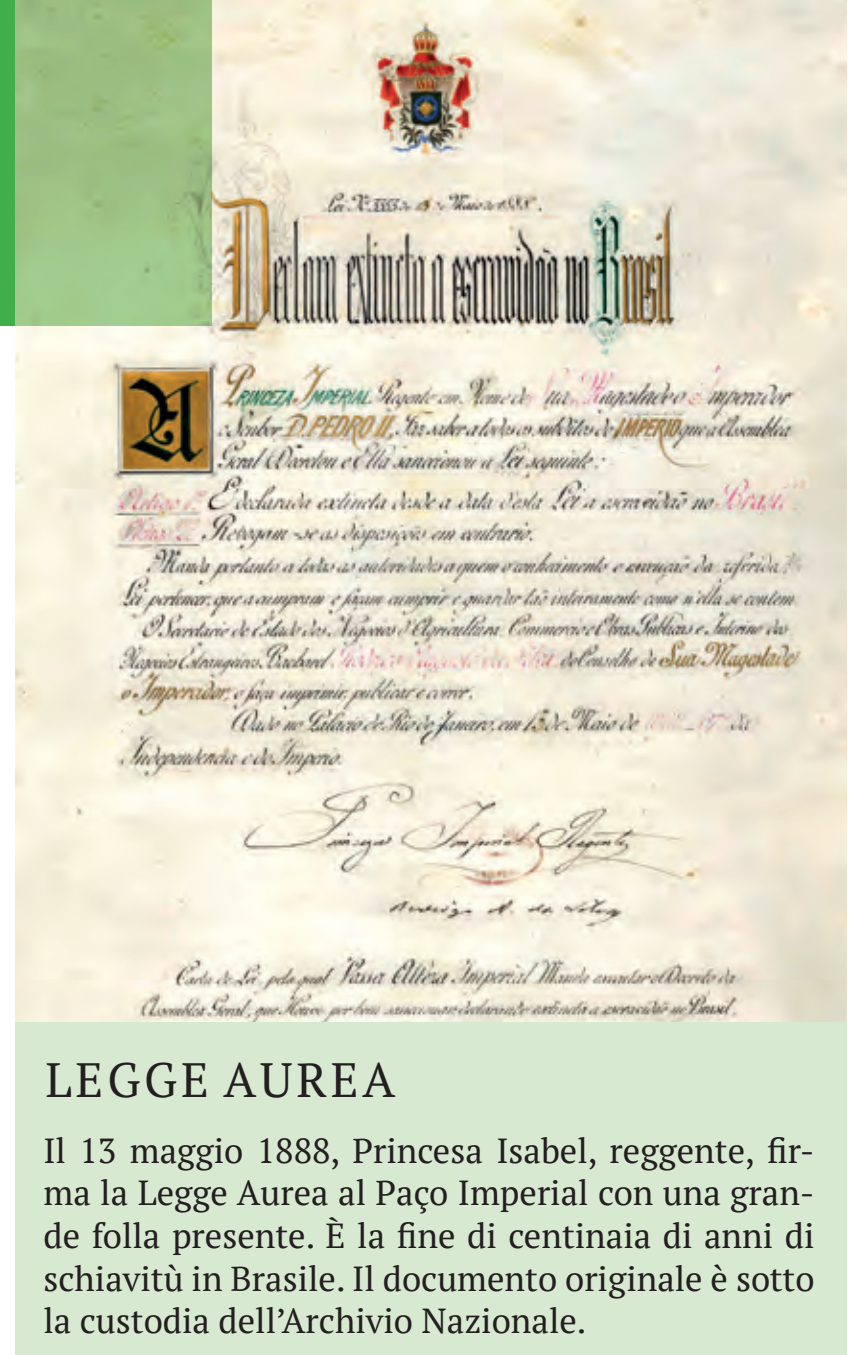 Lei N. 3353 de 13 de Maio de 1888.
Declara extincta a escravidão no Brasil
A PRINCEZA IMPERIAL Regente em Nome de Sua Magestade o Imperador
o Senhor D. PEDRO II, Faz saber a todos os subditos do IMPERIO que a Assemblea
Geral Decretou e Ella sanccionou a Lei seguinte:
Artigo 1º É declarada extincta desde a data d'esta Lei a escravidão no Brasil.
Artigo 2º Revogam-se as disposições em contrario.
Manda portanto a todas as autoridades a quem o conhecimento e execução da referida
Lei pertencer, que a cumpram e façam cumprir e guardar tão inteiramente como n'ella se contem
O Secretario de Estado dos Negocios d'Agricultura Commercio e Obras Publicas e Interino dos
Negocios Estrangeiros, Bacharel do Conselho de Sua Magestade
o Imperador, o faça imprimir, publicar e correr.
Dado no Palacio do Rio de Janeiro, em 13 de Maio de da
Independencia e do Imperio.
Princeza Imperial Regente
Rodrigo A. da Silva
Carta de Lei, pela qual Vossa Alteza Imperial Manda executar o Decreto da
Assemblea Geral, que Houve por bem sanccionar declarando extincta a escravidão no Brasil,
LEGGE AUREA
Il 13 maggio 1888, Princesa Isabel, reggente, fir-
ma la Legge Aurea al Paço Imperial con una gran-
de folla presente. È la fine di centinaia di anni di
schiavitù in Brasile. Il documento originale è sotto
la custodia dell'Archivio Nazionale.